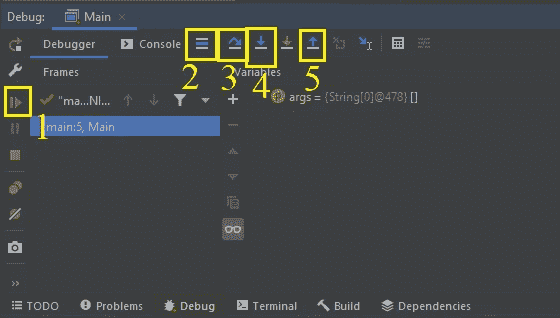 Debug: Main
Debugger Console
2 3 4 5
Frames Variables
"ma...NI...
args = {String[0]@478} []
1
main:5, Main
TODO Problems Debug Terminal Build Dependencies